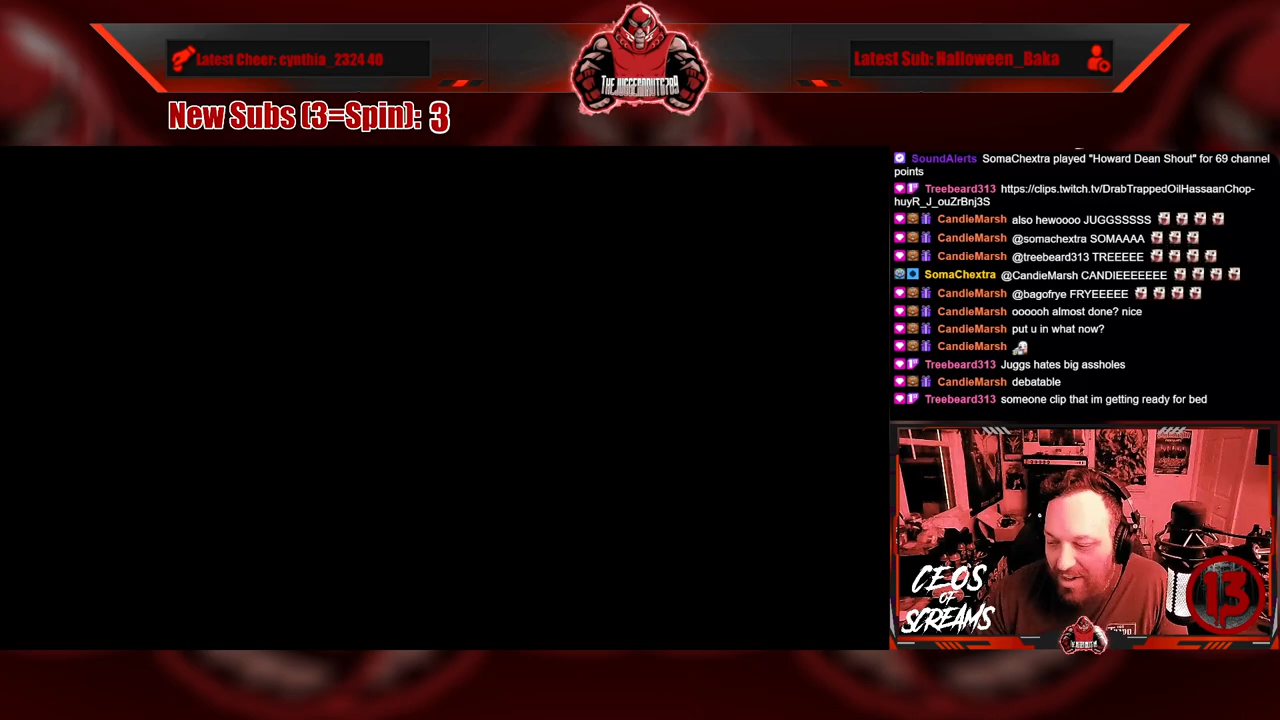 Latest Cheer: cynthia_2324 40
THEJUGGERNAUT6789
Latest Sub: Halloween_Baka
New Subs (3=Spin): 3
SoundAlerts SomaChextra played "Howard Dean Shout" for 69 channel
points
Treebeard313 https://clips.twitch.tv/DrabTrappedOilHassaanChop-
huyR_J_ouZrBnj3S
CandieMarsh also hewoooo JUGGSSSSS
CandieMarsh @somachextra SOMAAAA
CandieMarsh @treebeard313 TREEEEE
SomaChextra @CandieMarsh CANDIEEEEEEE
CandieMarsh @bagofrye FRYEEEEE
CandieMarsh oooooh almost done? nice
CandieMarsh put u in what now?
CandieMarsh
Treebeard313 Juggs hates big assholes
CandieMarsh debatable
Treebeard313 someone clip that im getting ready for bed
CEOS
OF
SCREAMS
13